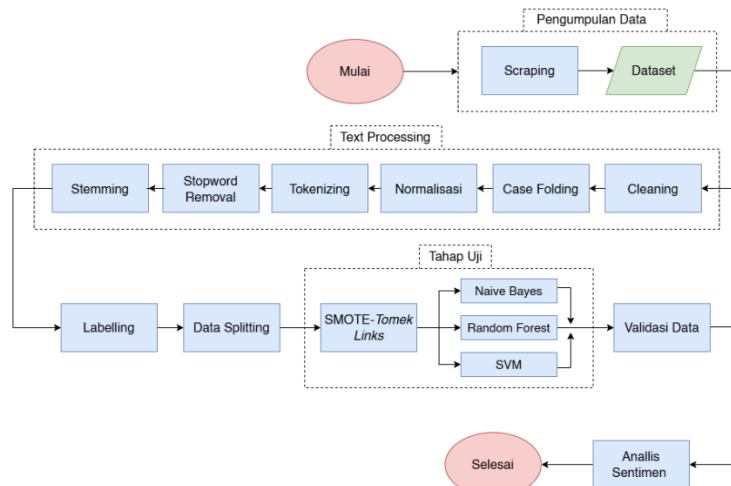 Pengumpulan Data
Mulai
Scraping
Dataset
Text Processing
Stemming
Stopword
Removal
Tokenizing
Normalisasi
Case Folding
Cleaning
Tahap Uji
Labelling
Data Splitting
SMOTE-Tomek
Links
Naive Bayes
Random Forest
SVM
Validasi Data
Selesai
Anallis
Sentimen